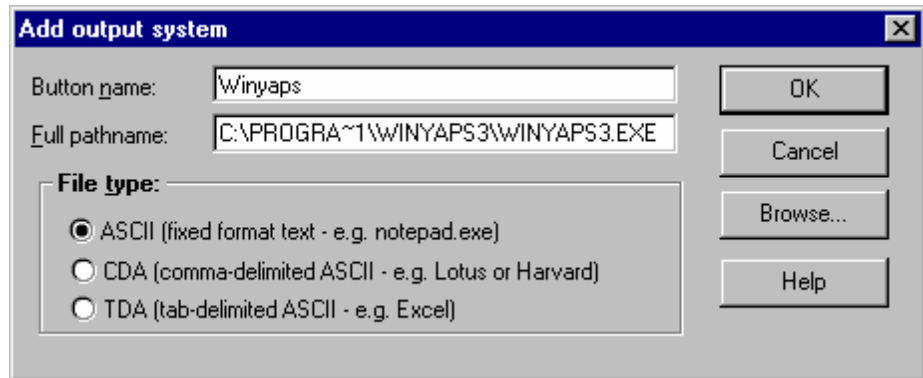 Add output system
Button name: Winyaps
OK
Full pathname: C:\PROGRA~1\WINYAPS3\WINYAPS3.EXE
Cancel
File type:
Browse...
ASCII (fixed format text - e.g. notepad.exe)
CDA (comma-delimited ASCII - e.g. Lotus or Harvard)
Help
TDA (tab-delimited ASCII - e.g. Excel)